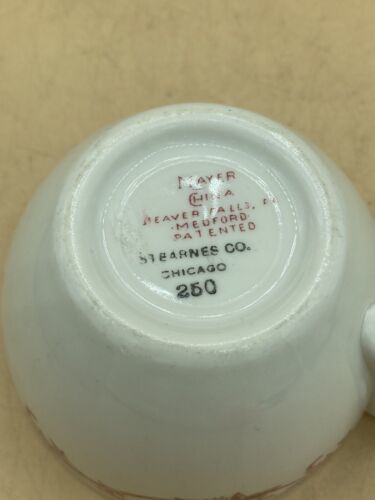 MAYER
CHINA
BEAVER FALLS, PA
·MEDFORD·
PATENTED
STEARNES CO.
CHICAGO
250